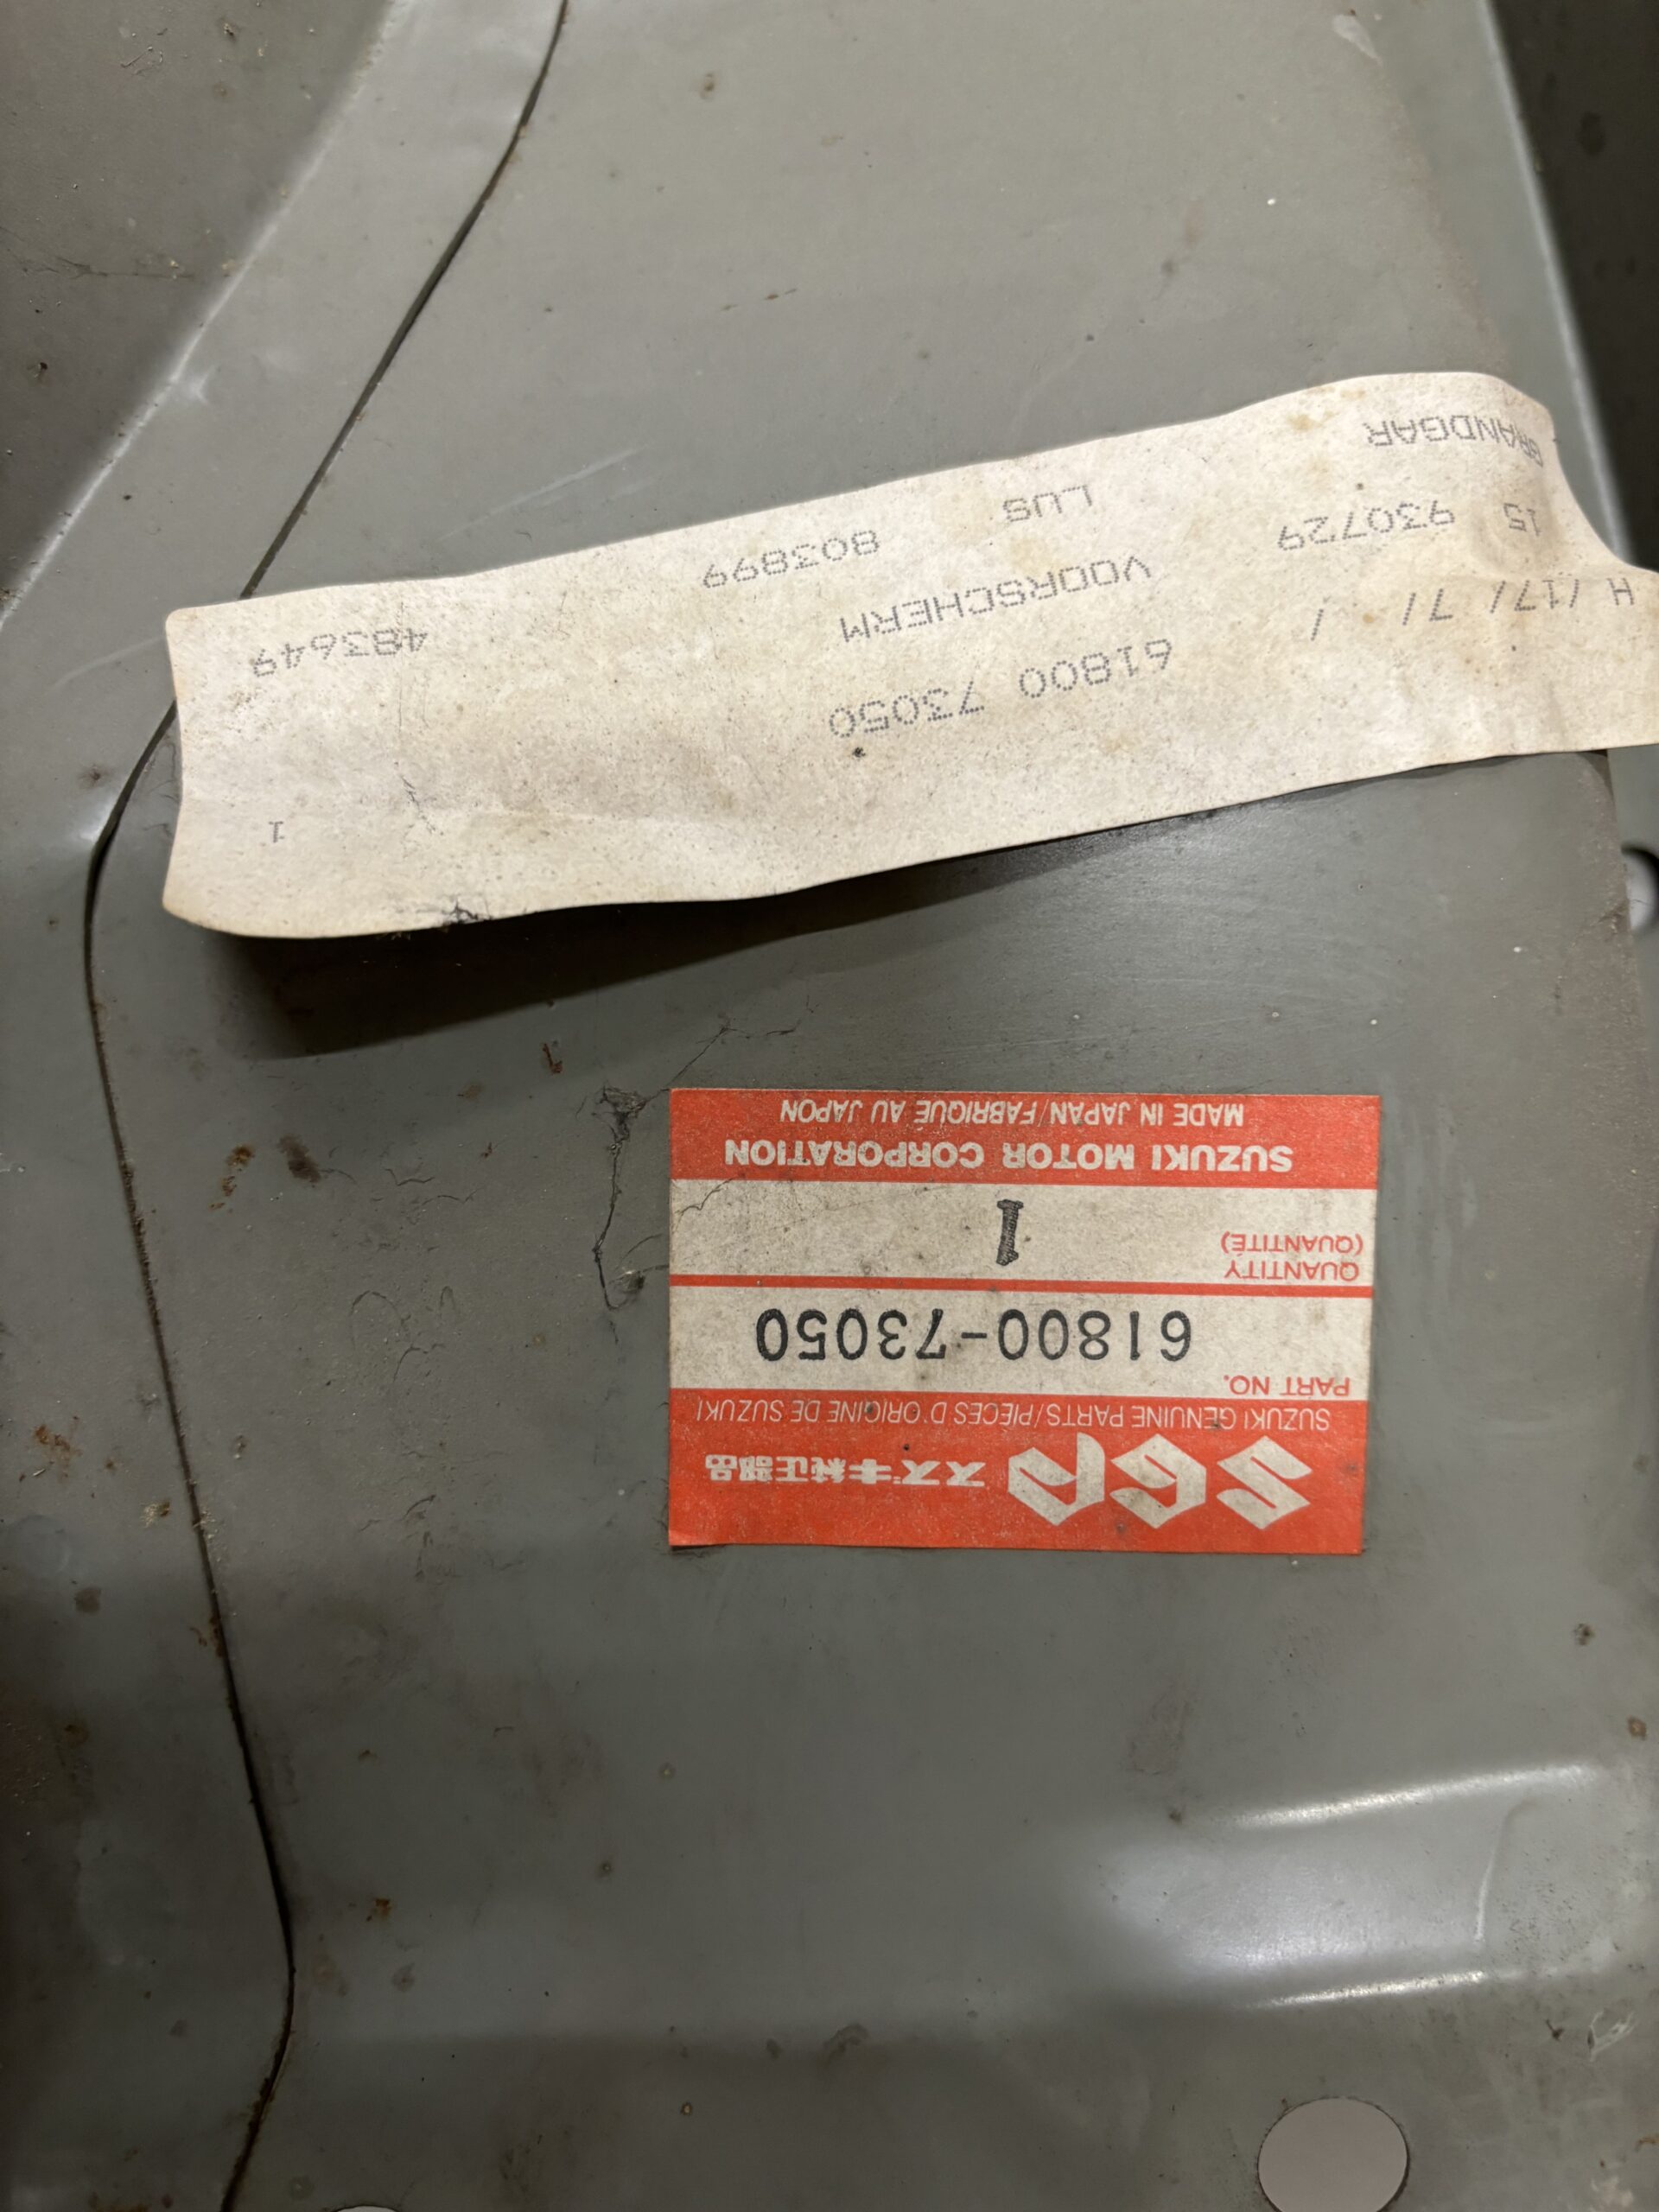 SGP スズキ純正部品
SUZUKI GENUINE PARTS/PIECES D'ORIGINE DE SUZUKI
PART NO.
61800-73050
QUANTITY
(QUANTITÉ)
1
SUZUKI MOTOR CORPORATION
MADE IN JAPAN/FABRIQUE AU JAPON
1
H /17/ 7/ / 61800 73050
15 930729 VOORSCHERM 483649
GRANDGAR LUS 803899